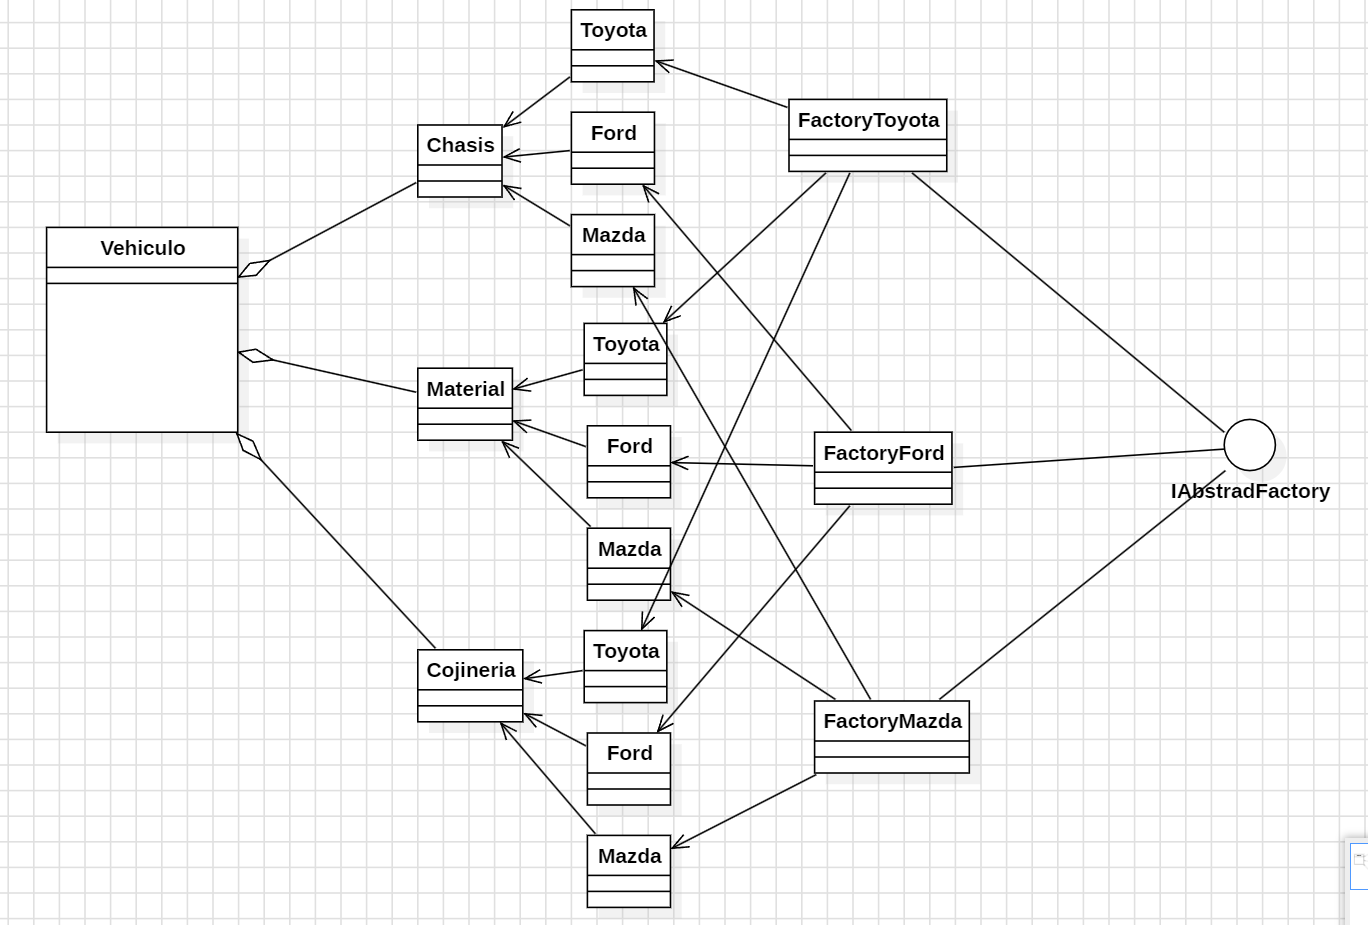 Toyota
FactoryToyota
Ford
Chasis
Mazda
Vehiculo
Toyota
Material
Ford
FactoryFord
IAbstradFactory
Mazda
Toyota
Cojineria
FactoryMazda
Ford
Mazda